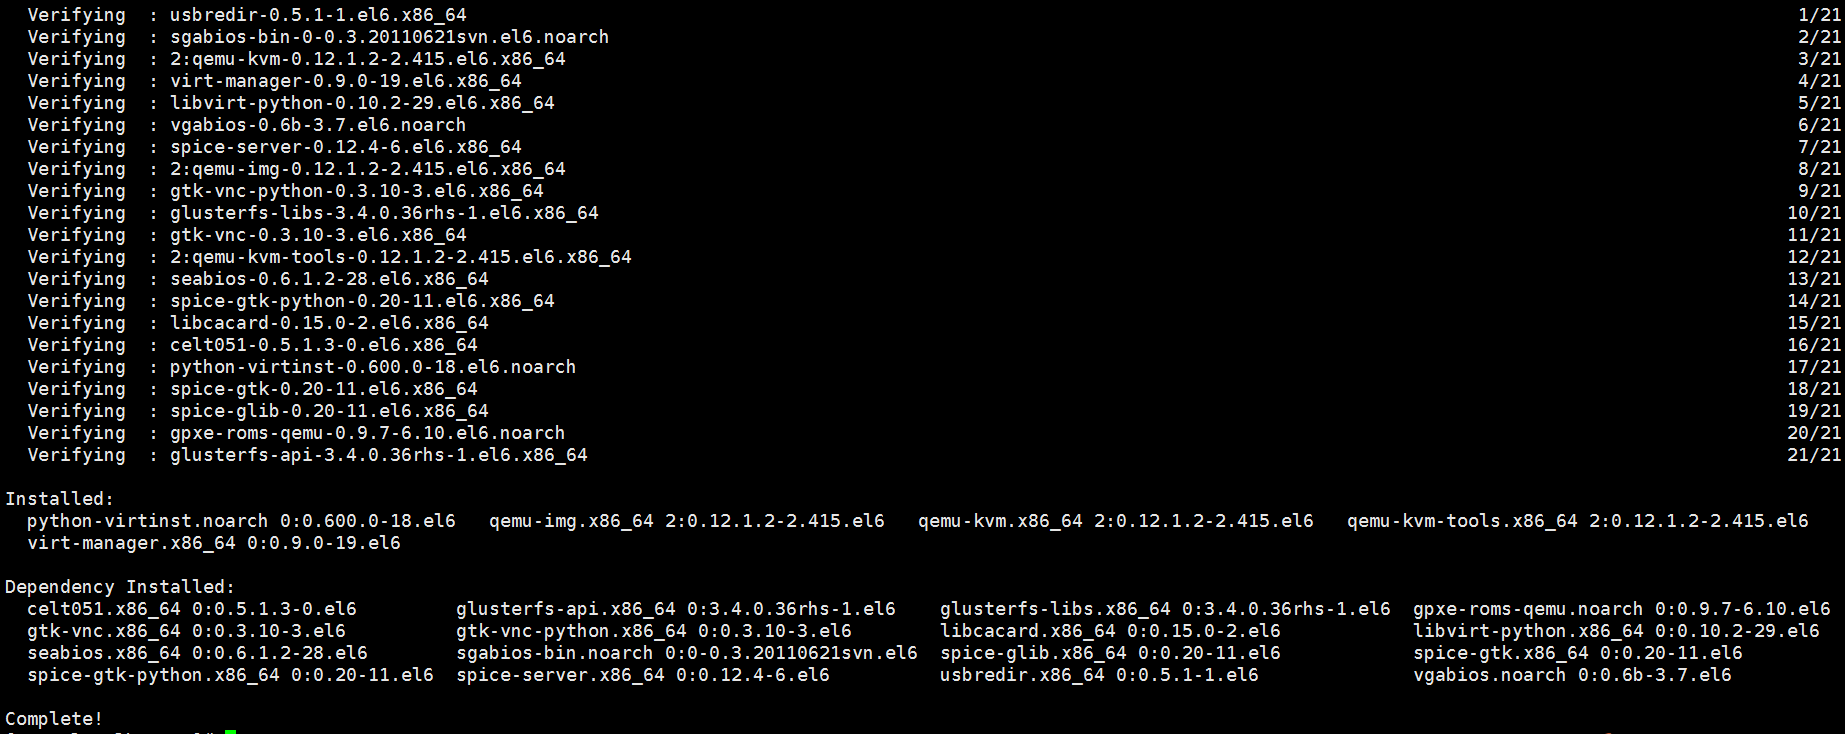 Verifying  : usbredir-0.5.1-1.el6.x86_64 1/21
Verifying  : sgabios-bin-0-0.3.20110621svn.el6.noarch 2/21
Verifying  : 2:qemu-kvm-0.12.1.2-2.415.el6.x86_64 3/21
Verifying  : virt-manager-0.9.0-19.el6.x86_64 4/21
Verifying  : libvirt-python-0.10.2-29.el6.x86_64 5/21
Verifying  : vgabios-0.6b-3.7.el6.noarch 6/21
Verifying  : spice-server-0.12.4-6.el6.x86_64 7/21
Verifying  : 2:qemu-img-0.12.1.2-2.415.el6.x86_64 8/21
Verifying  : gtk-vnc-python-0.3.10-3.el6.x86_64 9/21
Verifying  : glusterfs-libs-3.4.0.36rhs-1.el6.x86_64 10/21
Verifying  : gtk-vnc-0.3.10-3.el6.x86_64 11/21
Verifying  : 2:qemu-kvm-tools-0.12.1.2-2.415.el6.x86_64 12/21
Verifying  : seabios-0.6.1.2-28.el6.x86_64 13/21
Verifying  : spice-gtk-python-0.20-11.el6.x86_64 14/21
Verifying  : libcacard-0.15.0-2.el6.x86_64 15/21
Verifying  : celt051-0.5.1.3-0.el6.x86_64 16/21
Verifying  : python-virtinst-0.600.0-18.el6.noarch 17/21
Verifying  : spice-gtk-0.20-11.el6.x86_64 18/21
Verifying  : spice-glib-0.20-11.el6.x86_64 19/21
Verifying  : gpxe-roms-qemu-0.9.7-6.10.el6.noarch 20/21
Verifying  : glusterfs-api-3.4.0.36rhs-1.el6.x86_64 21/21
Installed:
python-virtinst.noarch 0:0.600.0-18.el6   qemu-img.x86_64 2:0.12.1.2-2.415.el6   qemu-kvm.x86_64 2:0.12.1.2-2.415.el6   qemu-kvm-tools.x86_64 2:0.12.1.2-2.415.el6
virt-manager.x86_64 0:0.9.0-19.el6
Dependency Installed:
celt051.x86_64 0:0.5.1.3-0.el6   glusterfs-api.x86_64 0:3.4.0.36rhs-1.el6   glusterfs-libs.x86_64 0:3.4.0.36rhs-1.el6   gpxe-roms-qemu.noarch 0:0.9.7-6.10.el6
gtk-vnc.x86_64 0:0.3.10-3.el6   gtk-vnc-python.x86_64 0:0.3.10-3.el6   libcacard.x86_64 0:0.15.0-2.el6   libvirt-python.x86_64 0:0.10.2-29.el6
seabios.x86_64 0:0.6.1.2-28.el6   sgabios-bin.noarch 0:0-0.3.20110621svn.el6   spice-glib.x86_64 0:0.20-11.el6   spice-gtk.x86_64 0:0.20-11.el6
spice-gtk-python.x86_64 0:0.20-11.el6   spice-server.x86_64 0:0.12.4-6.el6   usbredir.x86_64 0:0.5.1-1.el6   vgabios.noarch 0:0.6b-3.7.el6
Complete!